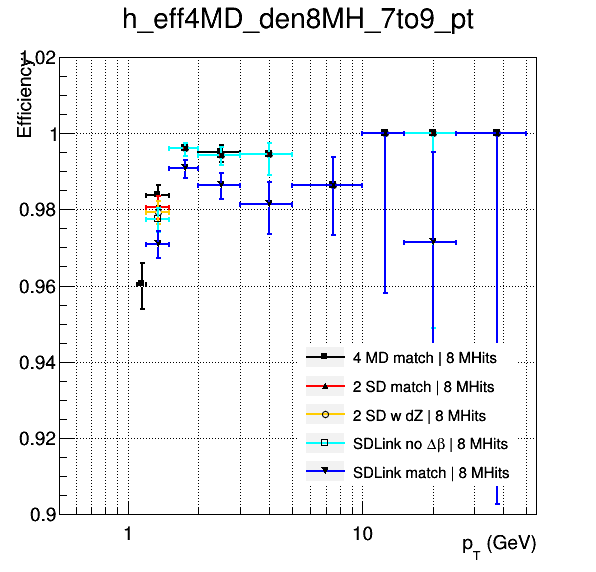 h_eff4MD_den8MH_7to9_pt
Efficiency
1.02
1
0.98
0.96
0.94
0.92
0.9
4 MD match | 8 MHits
2 SD match | 8 MHits
2 SD w dZ | 8 MHits
SDLink no Δβ | 8 MHits
SDLink match | 8 MHits
1
10
p_T (GeV)